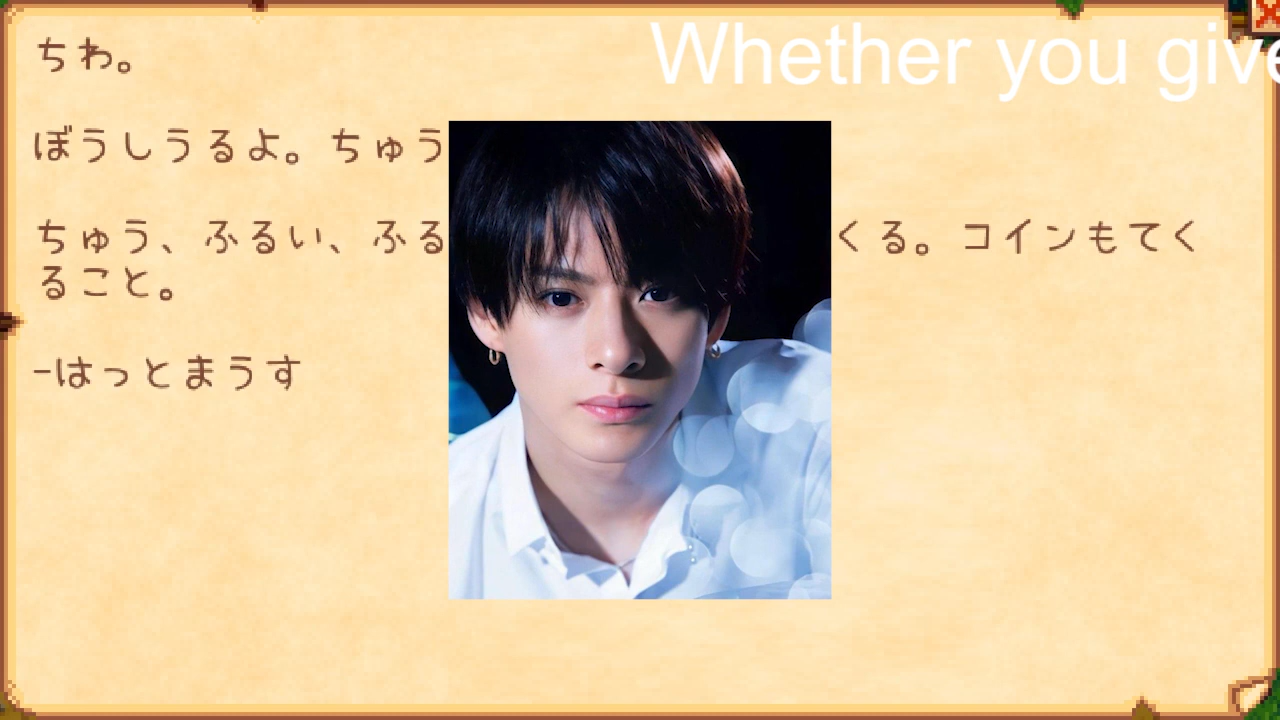 Whether you give
ちわ。
ぼうしうるよ。ちゅう
ちゅう、ふるい、ふる くる。コインもてく
ること。
-はっとまうす